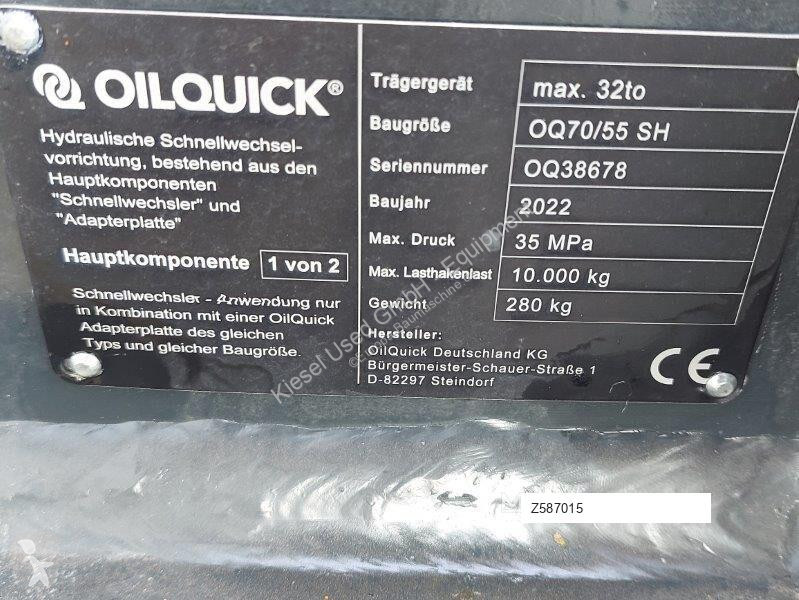 OILQUICK®
Hydraulische Schnellwechsel-
vorrichtung, bestehend aus den
Hauptkomponenten
"Schnellwechsler" und
"Adapterplatte"
Hauptkomponente 1 von 2
Schnellwechsler - Anwendung nur
in Kombination mit einer OilQuick
Adapterplatte des gleichen
Typs und gleicher Baugröße.
Trägergerät max. 32to
Baugröße OQ70/55 SH
Seriennummer OQ38678
Baujahr 2022
Max. Druck 35 MPa
Max. Lasthakenlast 10.000 kg
Gewicht 280 kg
Hersteller:
OilQuick Deutschland KG
Bürgermeister-Schauer-Straße 1
D-82297 Steindorf
CE
Kiesel Used GmbH - Equipment
Z587015